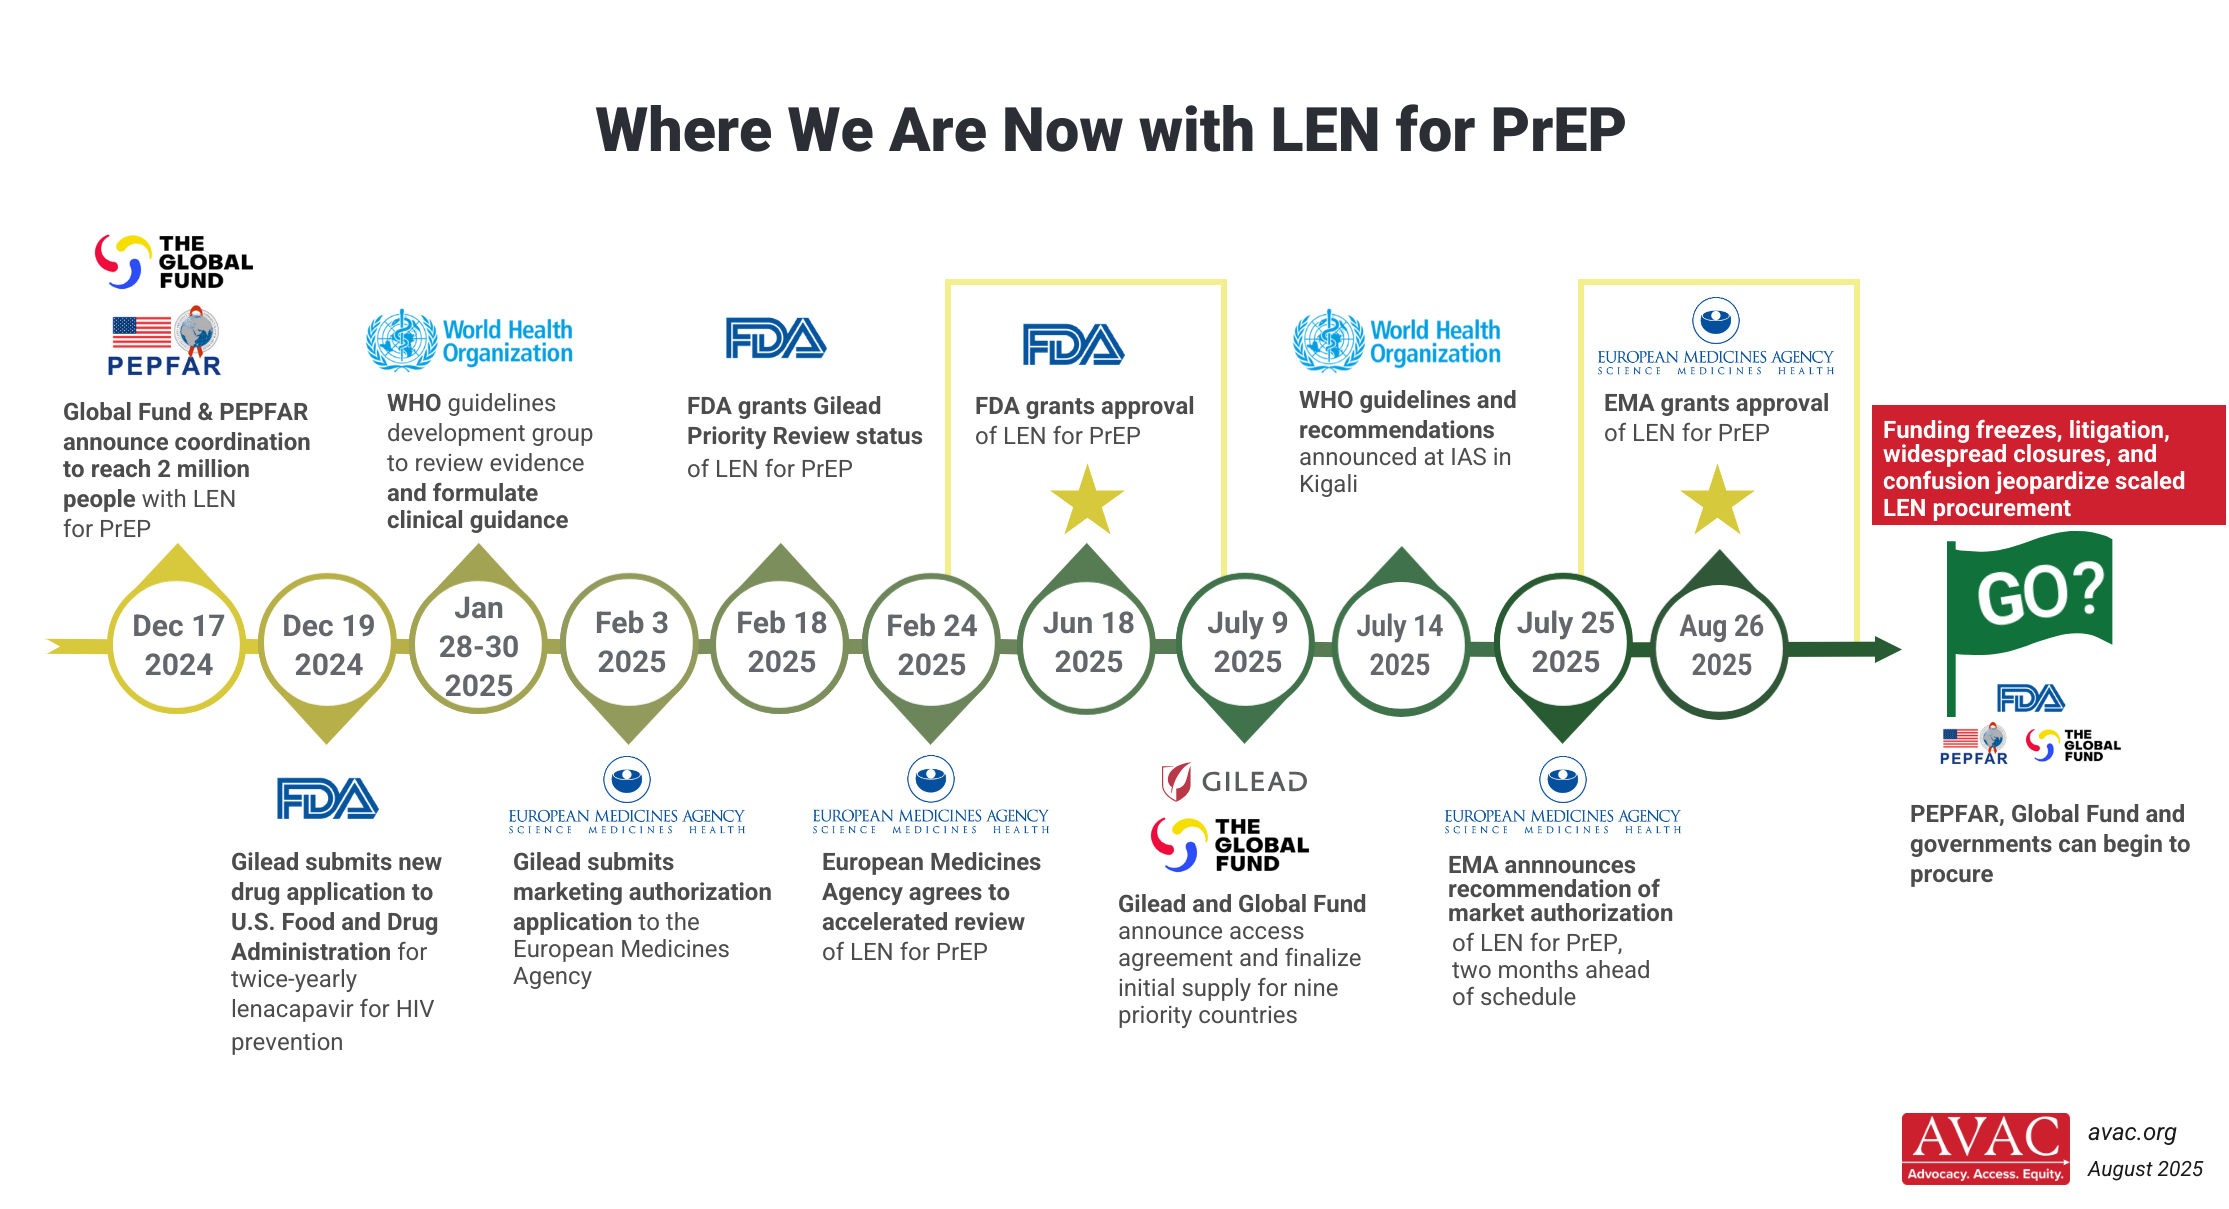 Where We Are Now with LEN for PrEP
THE
GLOBAL
FUND
PEPFAR
Global Fund & PEPFAR
announce coordination
to reach 2 million
people with LEN
for PrEP
Dec 17
2024
Dec 19
2024
FDA
Gilead submits new
drug application to
U.S. Food and Drug
Administration for
twice-yearly
lenacapavir for HIV
prevention
World Health
Organization
WHO guidelines
development group
to review evidence
and formulate
clinical guidance
Jan
28-30
2025
Feb 3
2025
EUROPEAN MEDICINES AGENCY
SCIENCE MEDICINES HEALTH
Gilead submits
marketing authorization
application to the
European Medicines
Agency
FDA
FDA grants Gilead
Priority Review status
of LEN for PrEP
Feb 18
2025
Feb 24
2025
EUROPEAN MEDICINES AGENCY
SCIENCE MEDICINES HEALTH
European Medicines
Agency agrees to
accelerated review
of LEN for PrEP
FDA
FDA grants approval
of LEN for PrEP
Jun 18
2025
July 9
2025
GILEAD
THE
GLOBAL
FUND
Gilead and Global Fund
announce access
agreement and finalize
initial supply for nine
priority countries
World Health
Organization
WHO guidelines and
recommendations
announced at IAS in
Kigali
July 14
2025
July 25
2025
EUROPEAN MEDICINES AGENCY
SCIENCE MEDICINES HEALTH
EMA annnounces
recommendation of
market authorization
of LEN for PrEP,
two months ahead
of schedule
EUROPEAN MEDICINES AGENCY
SCIENCE MEDICINES HEALTH
EMA grants approval
of LEN for PrEP
Aug 26
2025
Funding freezes, litigation,
widespread closures, and
confusion jeopardize scaled
LEN procurement
GO?
FDA
PEPFAR
THE
GLOBAL
FUND
PEPFAR, Global Fund and
governments can begin to
procure
AVAC
Advocacy. Access. Equity.
avac.org
August 2025